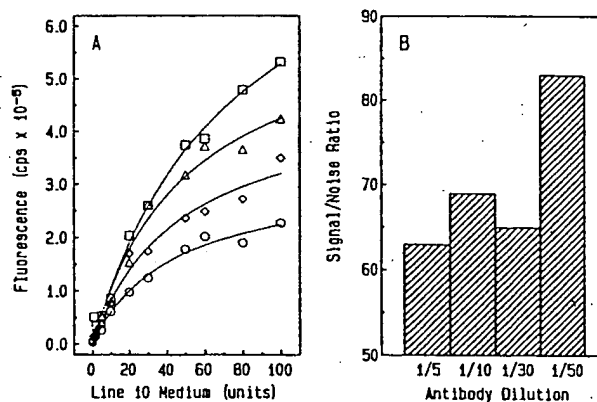 A
6.0
5.0
4.0
3.0
2.0
1.0
0.0
Fluorescence (cps x 10⁻⁵)
0 20 40 60 80 100
Line 10 Medium (units)
B
90
80
70
60
50
Signal/Noise Ratio
1/5 1/10 1/30 1/50
Antibody Dilution